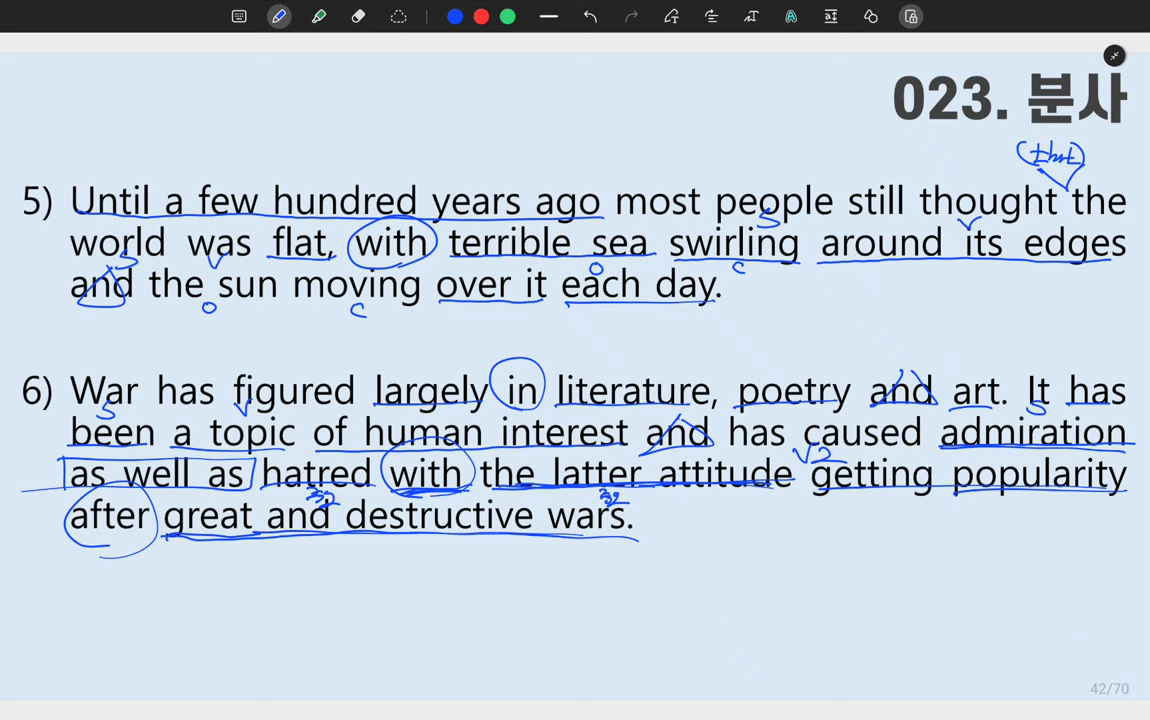 023. 분사
(that)
5) Until a few hundred years ago most people still thought the
S V
world was flat, with terrible sea swirling around its edges
S V O C
and the sun moving over it each day.
O C
6) War has figured largely in literature, poetry and art. It has
S V S
been a topic of human interest and has caused admiration
V2
as well as hatred with the latter attitude getting popularity
after great and destructive wars.
42/70